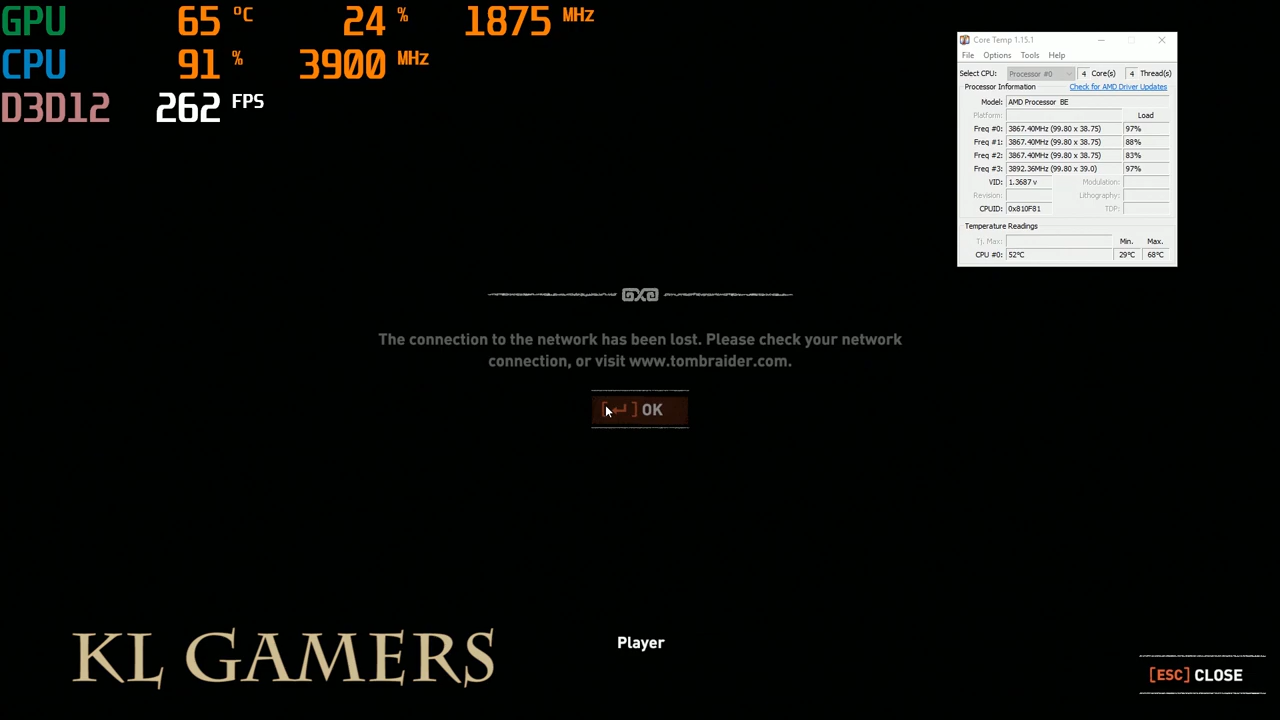 GPU 65 °C 24 % 1875 MHz
CPU 91 % 3900 MHz
D3D12 262 FPS
Core Temp 1.15.1
File Options Tools Help
Select CPU: Processor #0 4 Core(s) 4 Thread(s)
Processor Information Check for AMD Driver Updates
Model: AMD Processor BE
Platform: Load
Freq #0: 3867.40MHz (99.80 x 38.75) 97%
Freq #1: 3867.40MHz (99.80 x 38.75) 88%
Freq #2: 3867.40MHz (99.80 x 38.75) 83%
Freq #3: 3892.36MHz (99.80 x 39.0) 97%
VID: 1.3687 v Modulation:
Revision: Lithography:
CPUID: 0x810F81 TDP:
Temperature Readings
Tj. Max: Min. Max.
CPU #0: 52°C 29°C 68°C
The connection to the network has been lost. Please check your network
connection, or visit www.tombraider.com.
[↵] OK
Player
KL GAMERS
[ESC] CLOSE